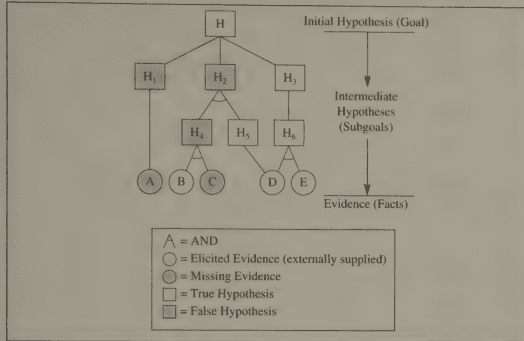 H
Initial Hypothesis (Goal)
H₁
H₂
H₃
Intermediate
Hypotheses
(Subgoals)
H₄
H₅
H₆
A
B
C
D
E
Evidence (Facts)
= AND
= Elicited Evidence (externally supplied)
= Missing Evidence
= True Hypothesis
= False Hypothesis